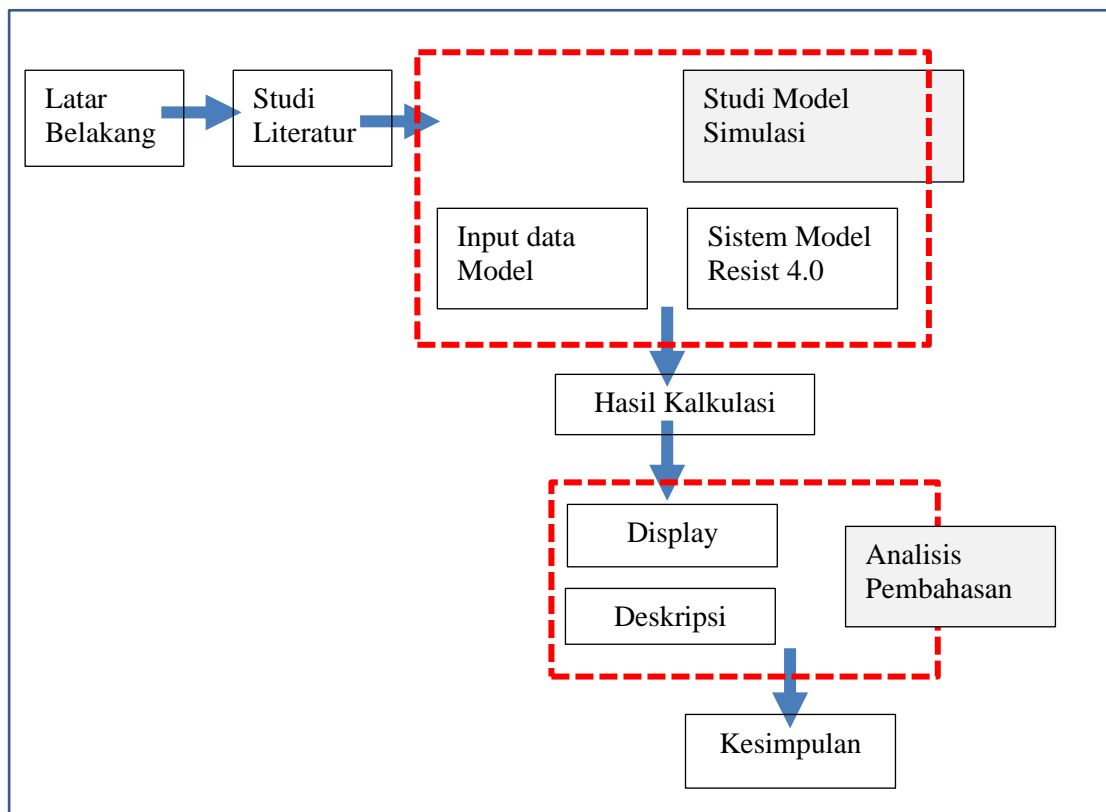 Latar
Belakang
Studi
Literatur
Studi Model
Simulasi
Input data
Model
Sistem Model
Resist 4.0
Hasil Kalkulasi
Display
Analisis
Pembahasan
Deskripsi
Kesimpulan